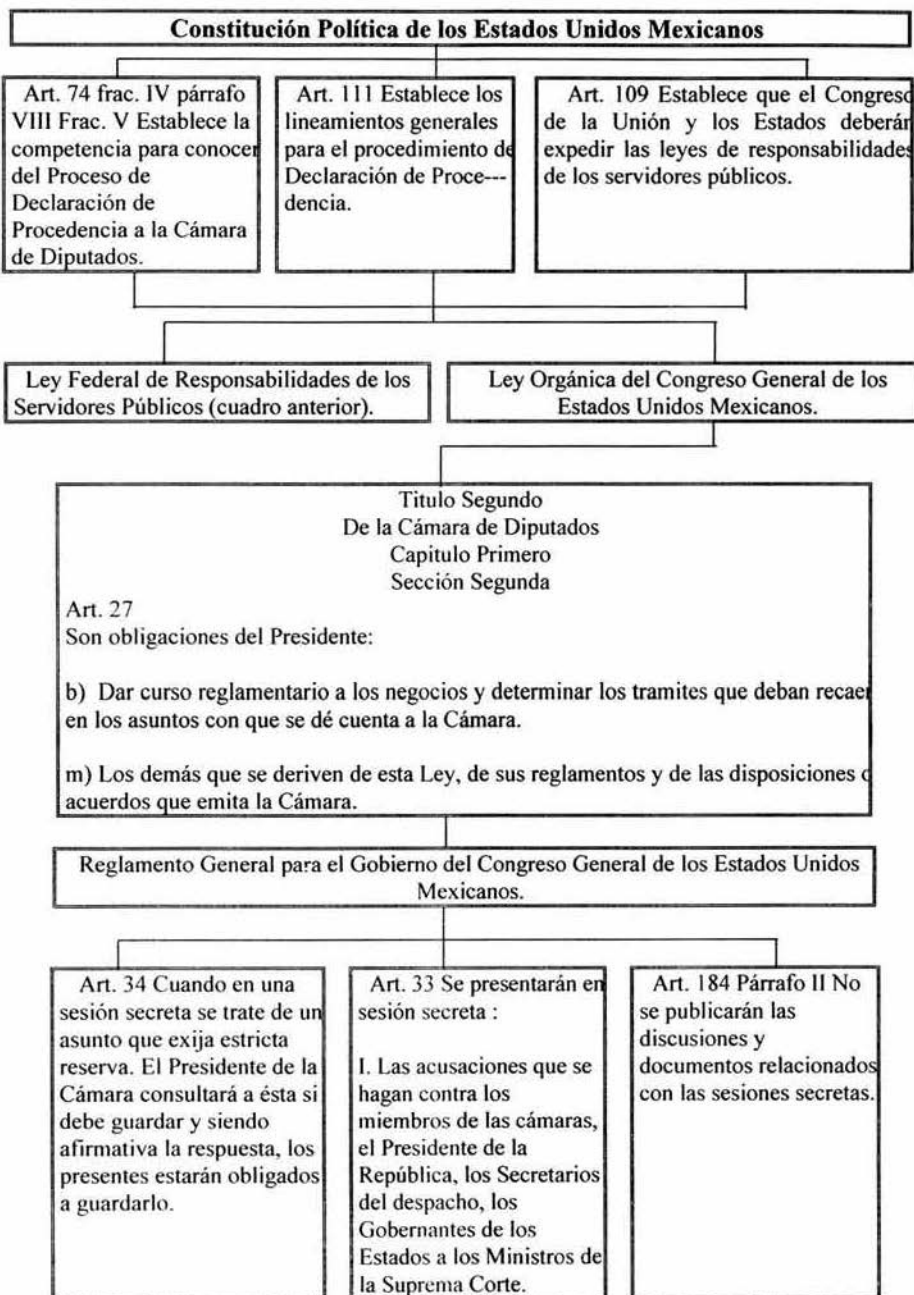 Constitución Política de los Estados Unidos Mexicanos
Art. 74 frac. IV párrafo
VIII Frac. V Establece la
competencia para conocer
del Proceso de
Declaración de
Procedencia a la Cámara
de Diputados.
Art. 111 Establece los
lineamientos generales
para el procedimiento de
Declaración de Proce---
dencia.
Art. 109 Establece que el Congreso
de la Unión y los Estados deberán
expedir las leyes de responsabilidades
de los servidores públicos.
Ley Federal de Responsabilidades de los
Servidores Públicos (cuadro anterior).
Ley Orgánica del Congreso General de los
Estados Unidos Mexicanos.
Titulo Segundo
De la Cámara de Diputados
Capitulo Primero
Sección Segunda
Art. 27
Son obligaciones del Presidente:
b) Dar curso reglamentario a los negocios y determinar los tramites que deban recaer
en los asuntos con que se dé cuenta a la Cámara.
m) Los demás que se deriven de esta Ley, de sus reglamentos y de las disposiciones o
acuerdos que emita la Cámara.
Reglamento General para el Gobierno del Congreso General de los Estados Unidos
Mexicanos.
Art. 34 Cuando en una
sesión secreta se trate de un
asunto que exija estricta
reserva. El Presidente de la
Cámara consultará a ésta si
debe guardar y siendo
afirmativa la respuesta, los
presentes estarán obligados
a guardarlo.
Art. 33 Se presentarán en
sesión secreta :
I. Las acusaciones que se
hagan contra los
miembros de las cámaras,
el Presidente de la
República, los Secretarios
del despacho, los
Gobernantes de los
Estados a los Ministros de
la Suprema Corte.
Art. 184 Párrafo II No
se publicarán las
discusiones y
documentos relacionados
con las sesiones secretas.